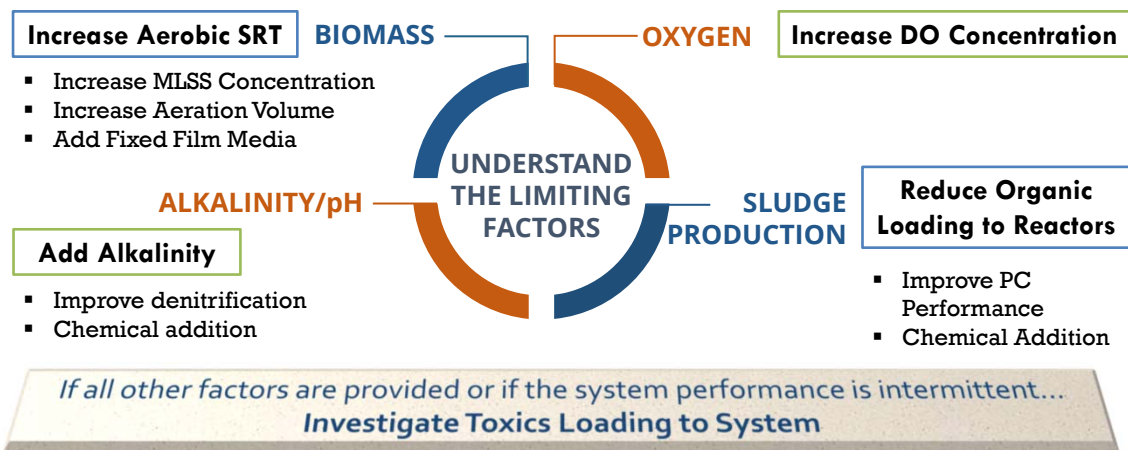 Increase Aerobic SRT
BIOMASS
▪ Increase MLSS Concentration
▪ Increase Aeration Volume
▪ Add Fixed Film Media
OXYGEN
Increase DO Concentration
UNDERSTAND
THE LIMITING
FACTORS
ALKALINITY/pH
Add Alkalinity
▪ Improve denitrification
▪ Chemical addition
SLUDGE
PRODUCTION
Reduce Organic
Loading to Reactors
▪ Improve PC
Performance
▪ Chemical Addition
If all other factors are provided or if the system performance is intermittent...
Investigate Toxics Loading to System